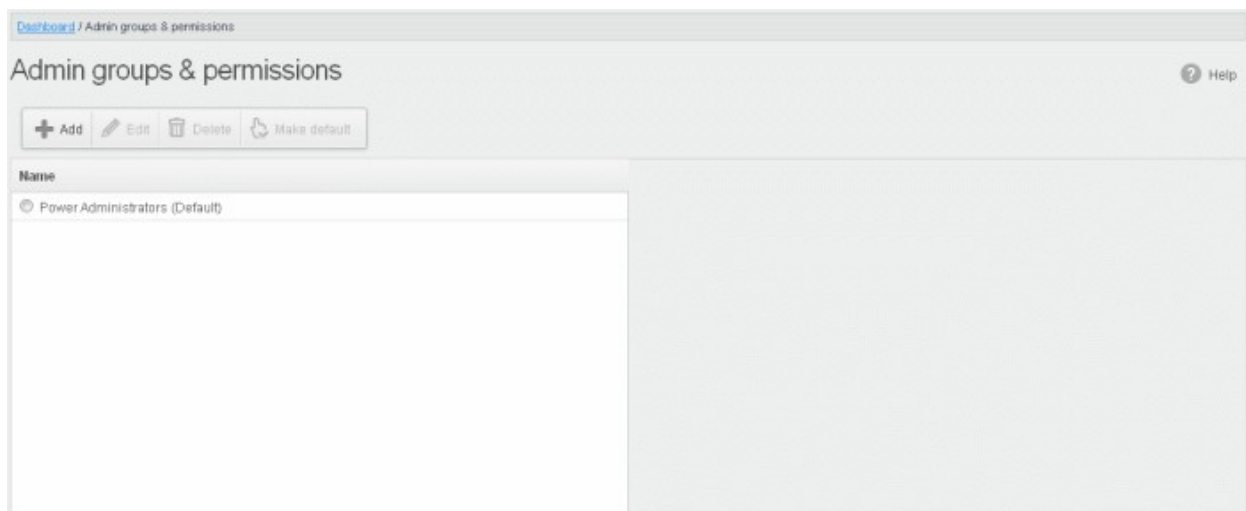 Dashboard / Admin groups & permissions
Admin groups & permissions
Help
Add Edit Delete Make default
Name
Power Administrators (Default)